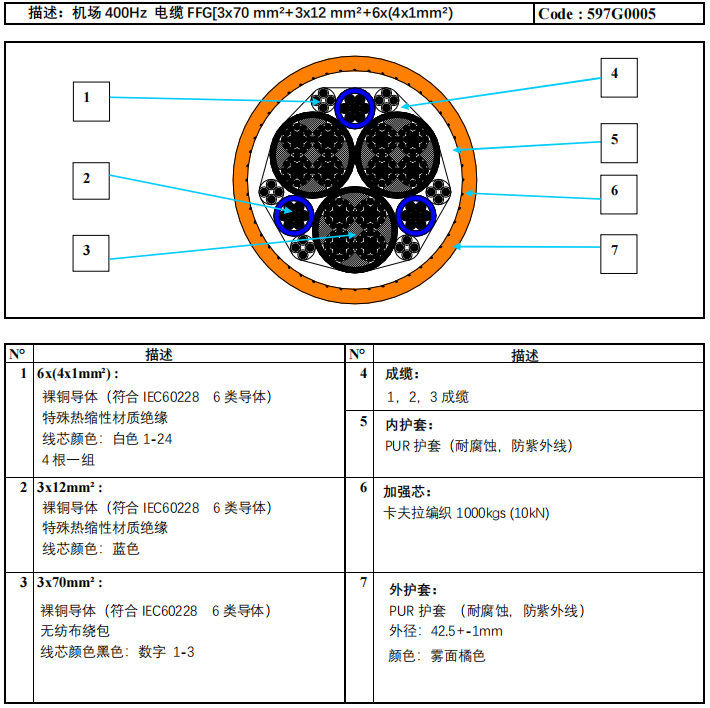 描述：机场 400Hz 电缆 FFG[3x70 mm²+3x12 mm²+6x(4x1mm²)
Code : 597G0005
1
2
3
4
5
6
7
N° 描述
1 6x(4x1mm²) :
裸铜导体（符合 IEC60228 6 类导体）
特殊热缩性材质绝缘
线芯颜色：白色 1-24
4 根一组
2 3x12mm² :
裸铜导体（符合 IEC60228 6 类导体）
特殊热缩性材质绝缘
线芯颜色：蓝色
3 3x70mm² :
裸铜导体（符合 IEC60228 6 类导体）
无纺布绕包
线芯颜色黑色：数字 1-3
N° 描述
4 成缆：
1，2，3 成缆
5 内护套：
PUR 护套（耐腐蚀，防紫外线）
6 加强芯：
卡夫拉编织 1000kgs (10kN)
7 外护套：
PUR 护套 （耐腐蚀，防紫外线）
外径：42.5+-1mm
颜色：雾面橘色